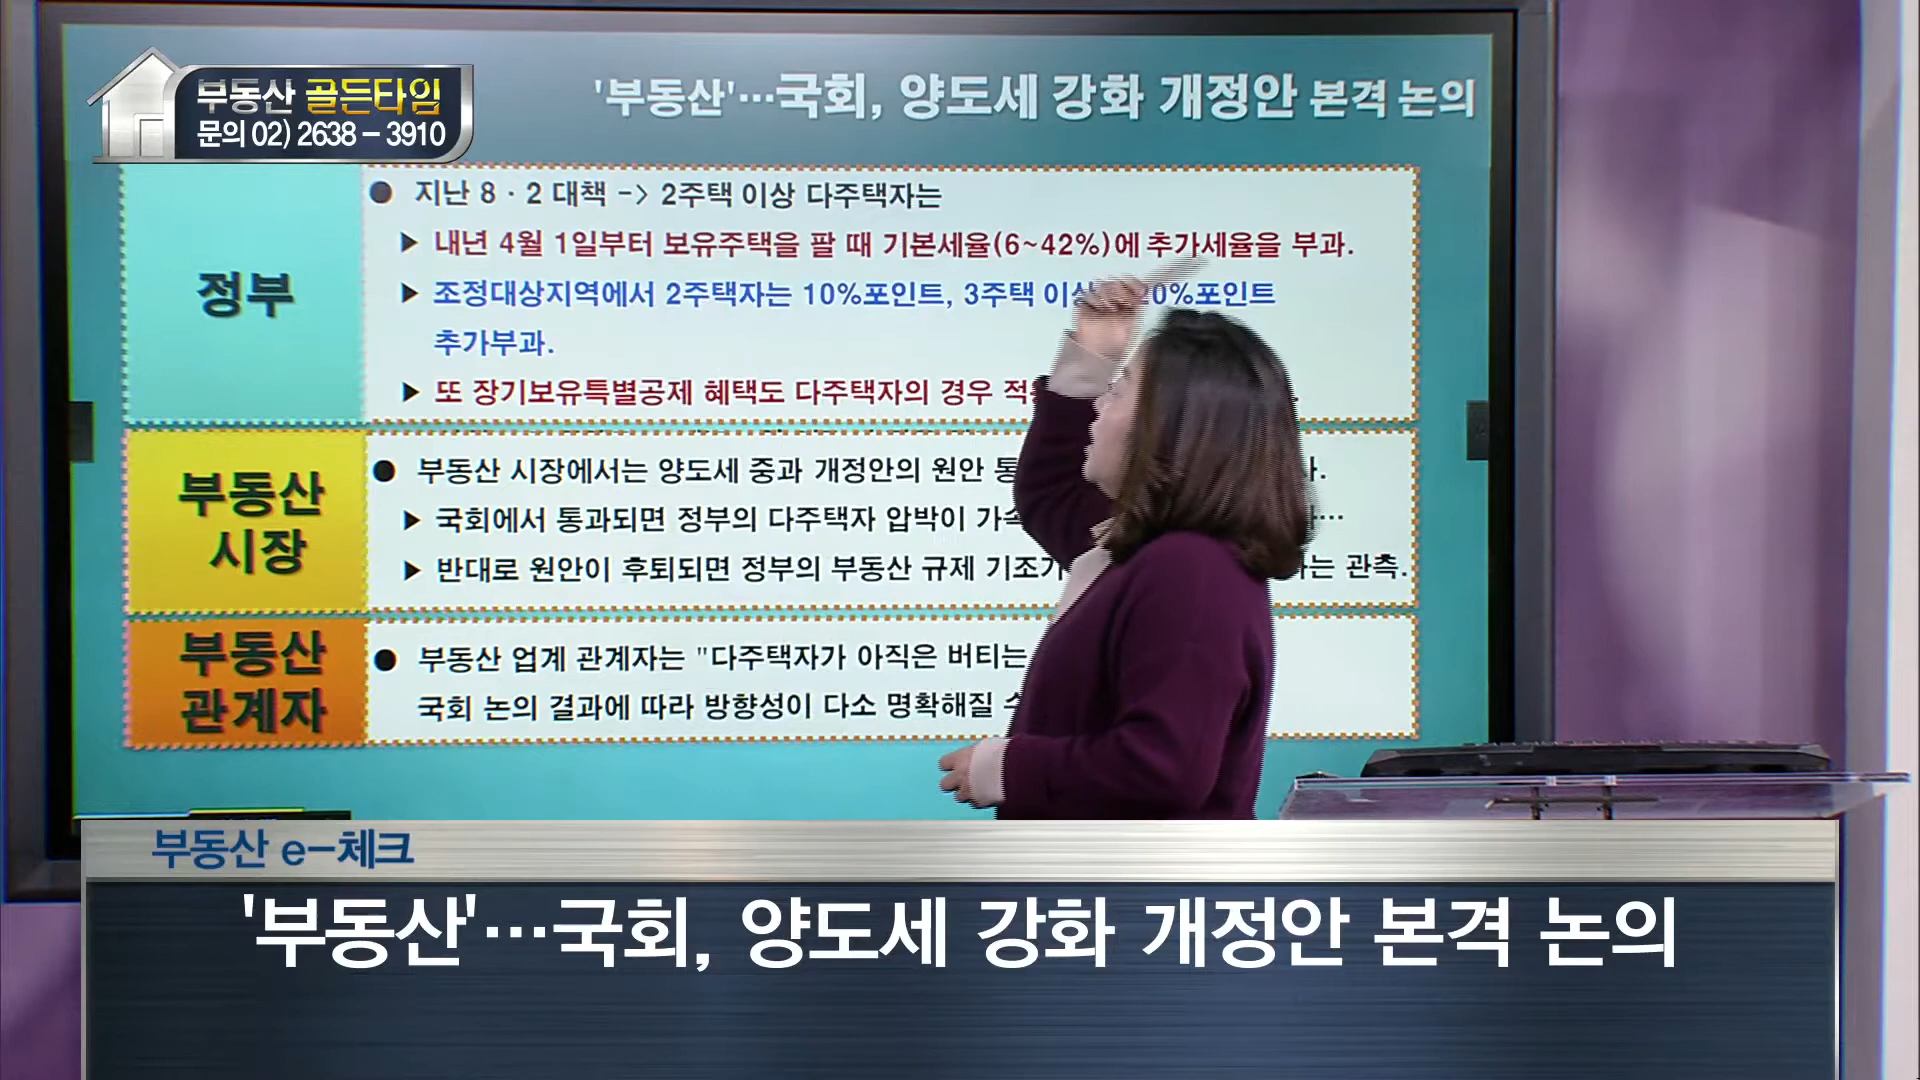 부동산 골든타임
문의 02) 2638-3910
'부동산'…국회, 양도세 강화 개정안 본격 논의
정부
● 지난 8·2 대책 -> 2주택 이상 다주택자는
▶ 내년 4월 1일부터 보유주택을 팔 때 기본세율(6~42%)에 추가세율을 부과.
▶ 조정대상지역에서 2주택자는 10%포인트, 3주택 0%포인트
추가부과.
▶ 또 장기보유특별공제 혜택도 다주택자의 경우
부동산
시장
● 부동산 시장에서는 양도세 중과 개정안의 원안
▶ 국회에서 통과되면 정부의 다주택자 압박이
▶ 반대로 원안이 후퇴되면 정부의 부동산 규제 관측.
부동산
관계자
● 부동산 업계 관계자는 "다주택자가 아직은 버티는
국회 논의 결과에 따라 방향성이 다소 명확해질
부동산 e-체크
'부동산'…국회, 양도세 강화 개정안 본격 논의